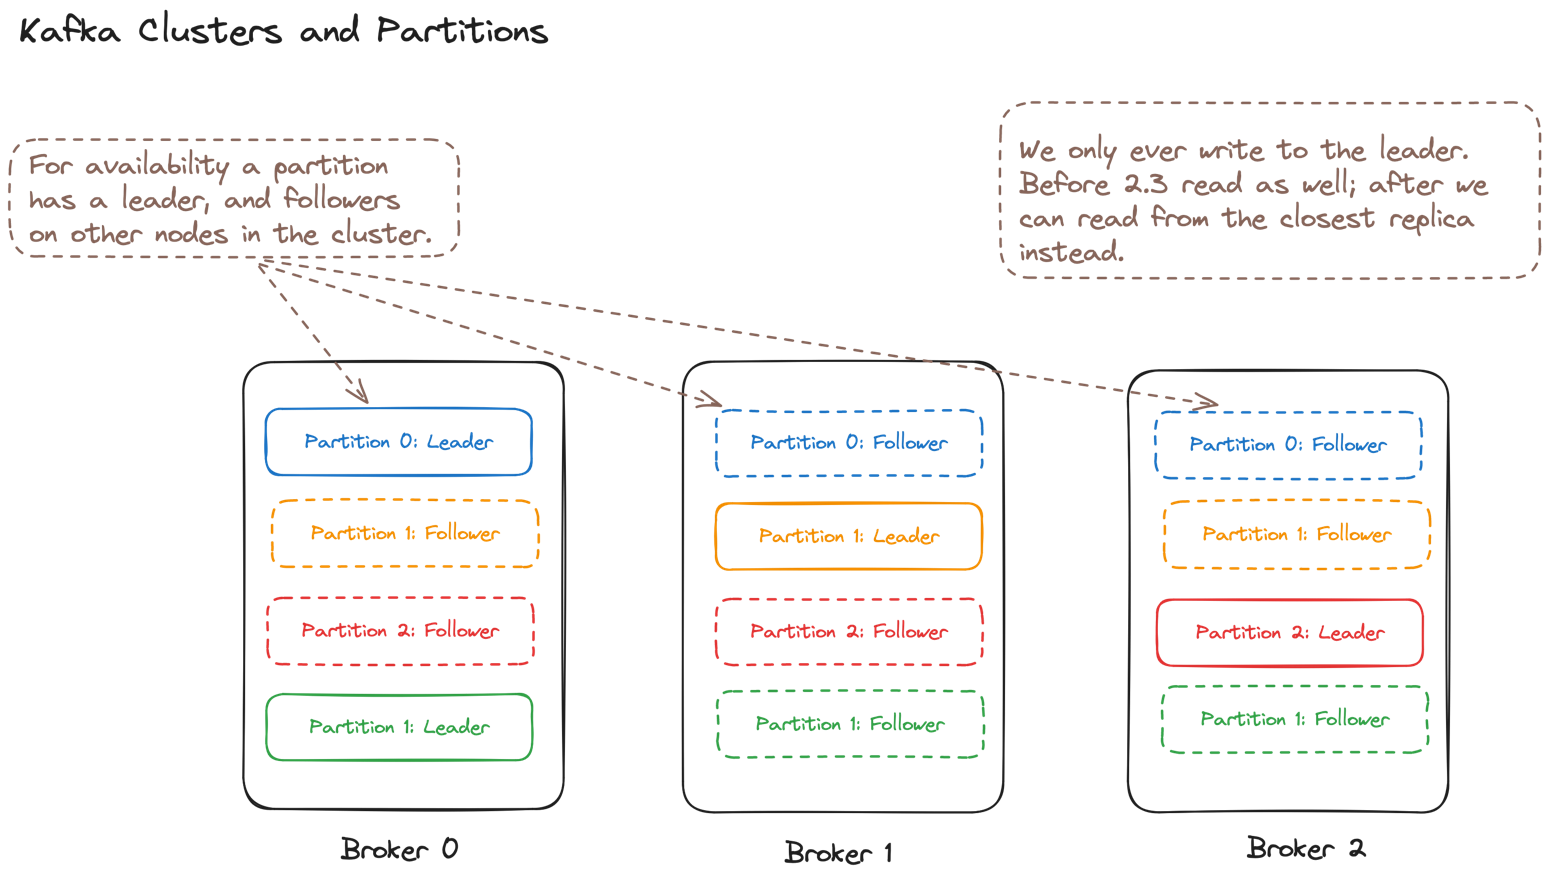 Kafka Clusters and Partitions
For availability a partition
has a leader, and followers
on other nodes in the cluster.
We only ever write to the leader.
Before 2.3 read as well; after we
can read from the closest replica
instead.
Partition 0: Leader
Partition 1: Follower
Partition 2: Follower
Partition 1: Leader
Broker 0
Partition 0: Follower
Partition 1: Leader
Partition 2: Follower
Partition 1: Follower
Broker 1
Partition 0: Follower
Partition 1: Follower
Partition 2: Leader
Partition 1: Follower
Broker 2